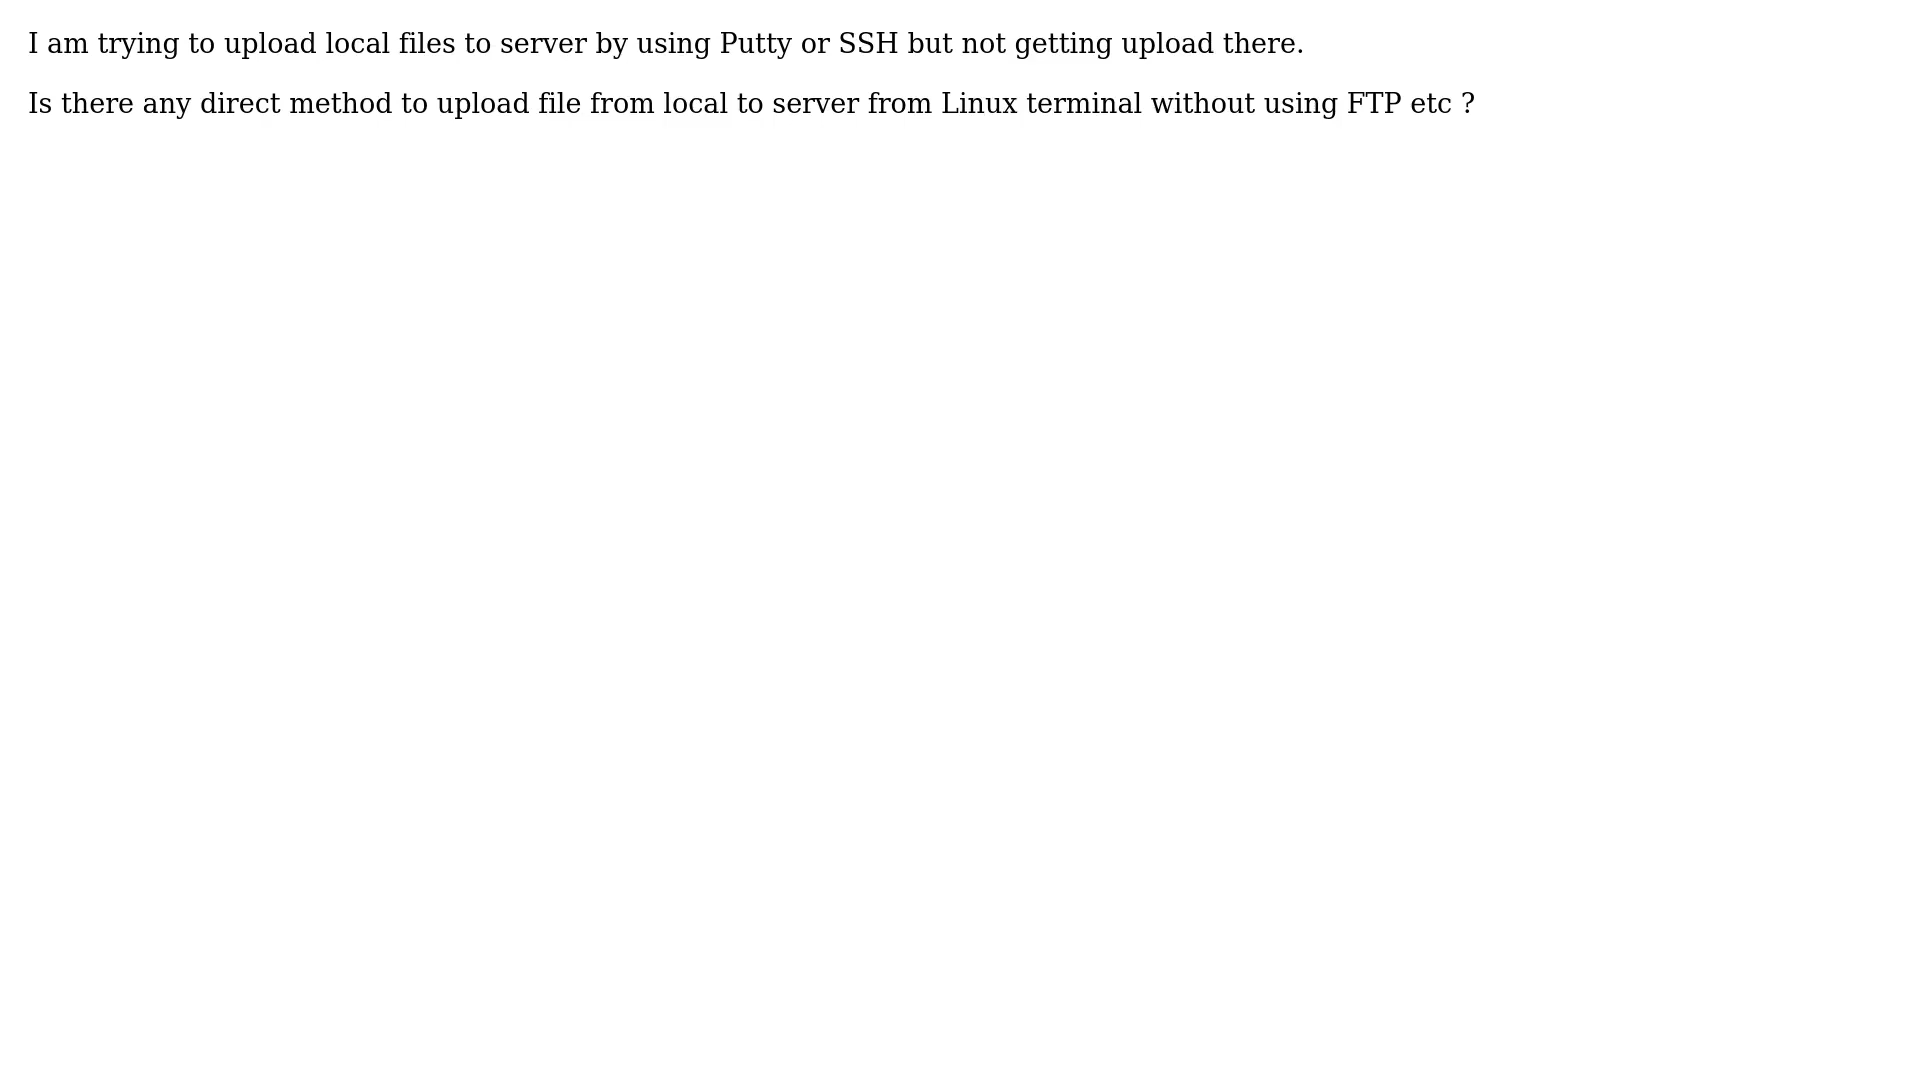 I am trying to upload local files to server by using Putty or SSH but not getting upload there.
Is there any direct method to upload file from local to server from Linux terminal without using FTP etc ?